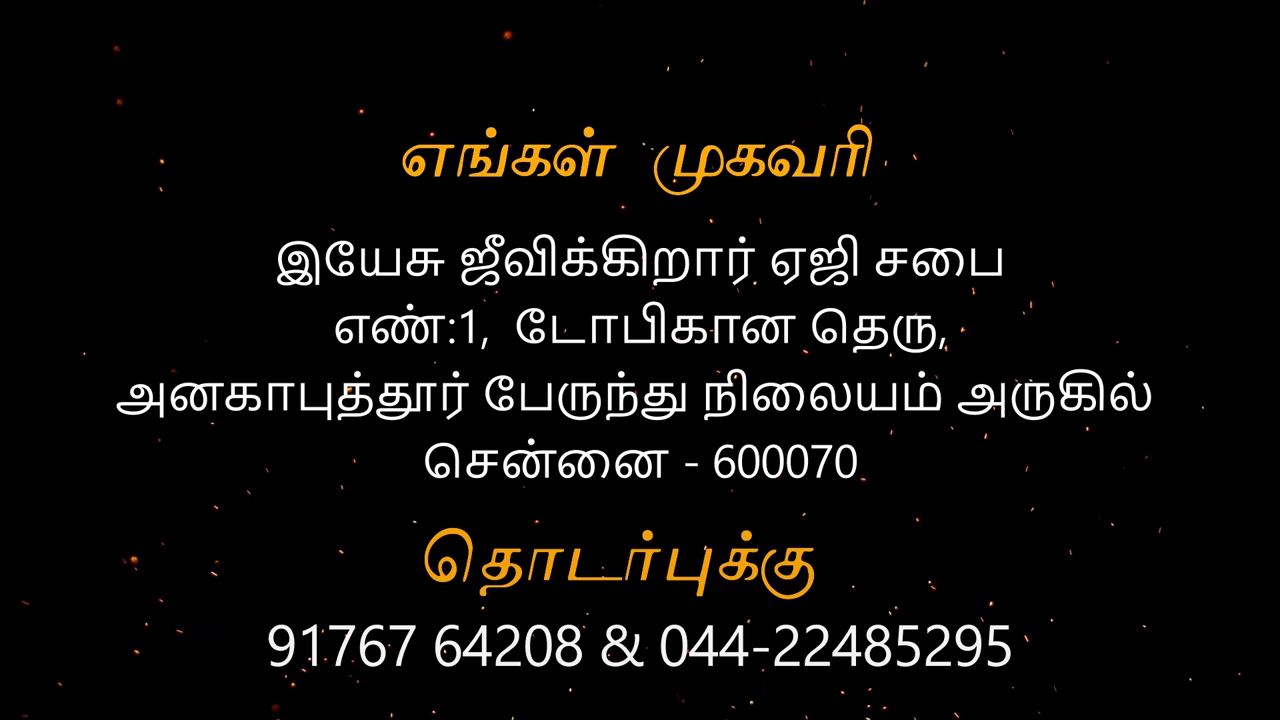 எங்கள் முகவரி
இயேசு ஜீவிக்கிறார் ஏஜி சபை
எண்:1, டோபிகான தெரு,
அனகாபுத்தூர் பேருந்து நிலையம் அருகில்
சென்னை - 600070
தொடர்புக்கு
91767 64208 & 044-22485295